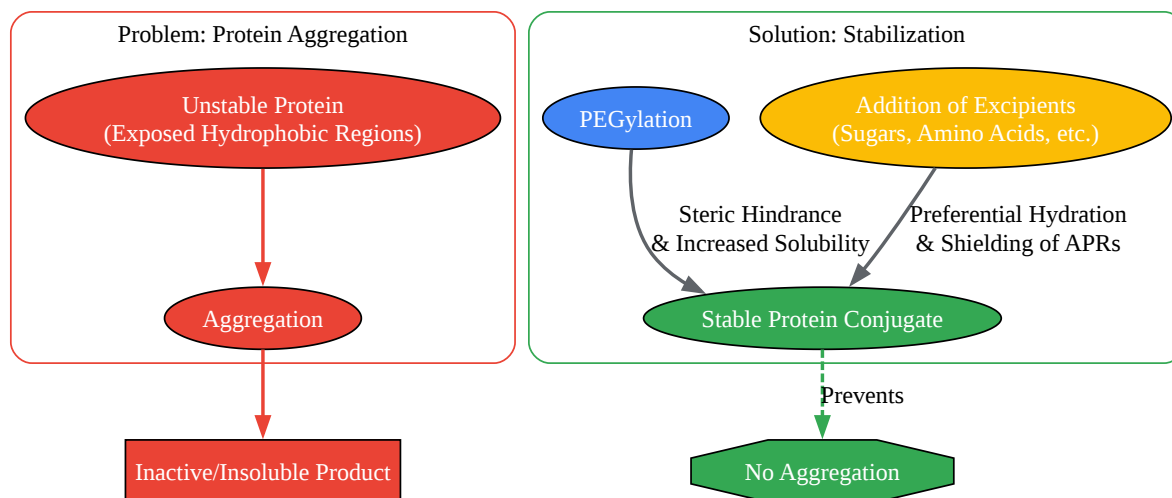 Problem: Protein Aggregation
Unstable Protein
(Exposed Hydrophobic Regions)
Aggregation
Inactive/Insoluble Product
Solution: Stabilization
PEGylation
Addition of Excipients
(Sugars, Amino Acids, etc.)
Steric Hindrance
& Increased Solubility
Preferential Hydration
& Shielding of APRs
Stable Protein Conjugate
Prevents
No Aggregation